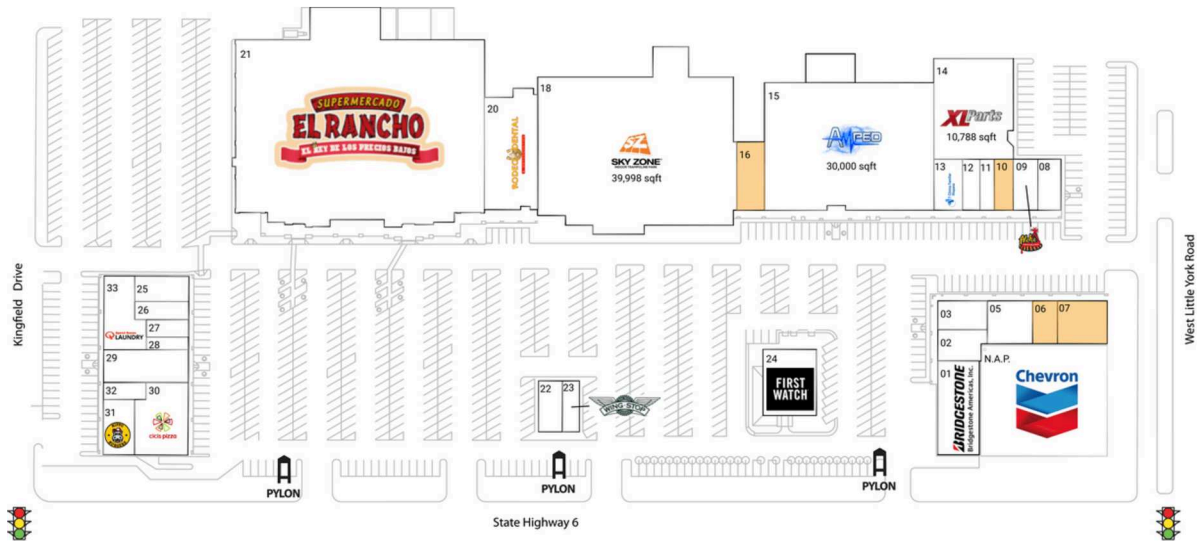 21
SUPERMERCADO
EL RANCHO
EL REY DE LOS PRECIOS BAJOS
20
RODEO DENTAL
18
SKY ZONE
39,998 sqft
16
15
AMPED
30,000 sqft
14
XL Parts
10,788 sqft
13
12
11
10
09
08
Kingfield Drive
West Little York Road
33
25
26
27
LAUNDRY
28
29
32
30
31
CICIS PIZZA
22
23
WING STOP
24
FIRST
WATCH
03
05
06
07
02
N.A.P.
01
BRIDGESTONE
Bridgestone Americas, Inc.
Chevron
PYLON
PYLON
PYLON
State Highway 6